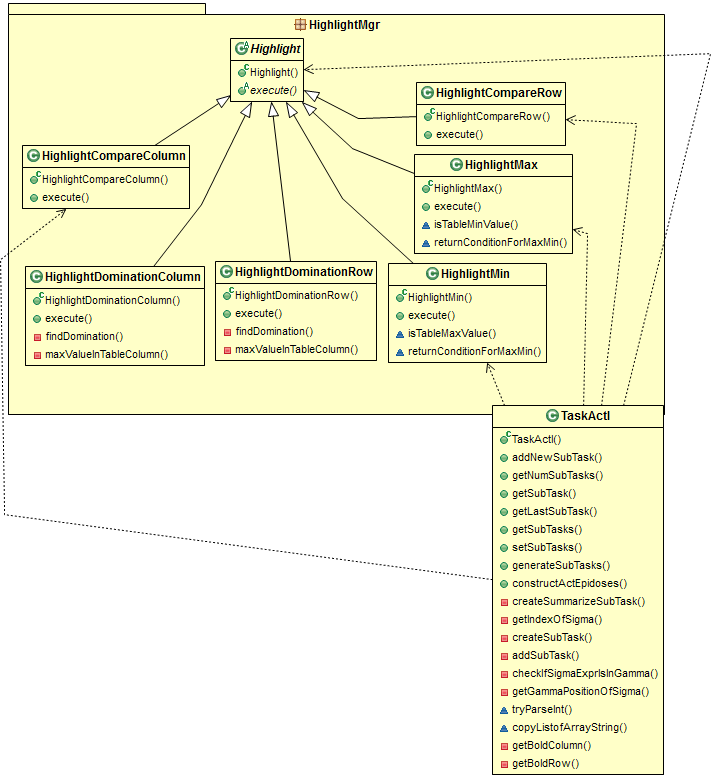 HighlightMgr
Highlight
Highlight()
execute()
HighlightCompareRow
HighlightCompareRow()
execute()
HighlightCompareColumn
HighlightCompareColumn()
execute()
HighlightMax
HighlightMax()
execute()
isTableMinValue()
returnConditionForMaxMin()
HighlightDominationColumn
HighlightDominationColumn()
execute()
findDomination()
maxValueInTableColumn()
HighlightDominationRow
HighlightDominationRow()
execute()
findDomination()
maxValueInTableColumn()
HighlightMin
HighlightMin()
execute()
isTableMaxValue()
returnConditionForMaxMin()
TaskActI
TaskActI()
addNewSubTask()
getNumSubTasks()
getSubTask()
getLastSubTask()
getSubTasks()
setSubTasks()
generateSubTasks()
constructActEpidoses()
createSummarizeSubTask()
getIndexOfSigma()
createSubTask()
addSubTask()
checkIfSigmaExprIsInGamma()
getGammaPositionOfSigma()
tryParseInt()
copyListofArrayString()
getBoldColumn()
getBoldRow()